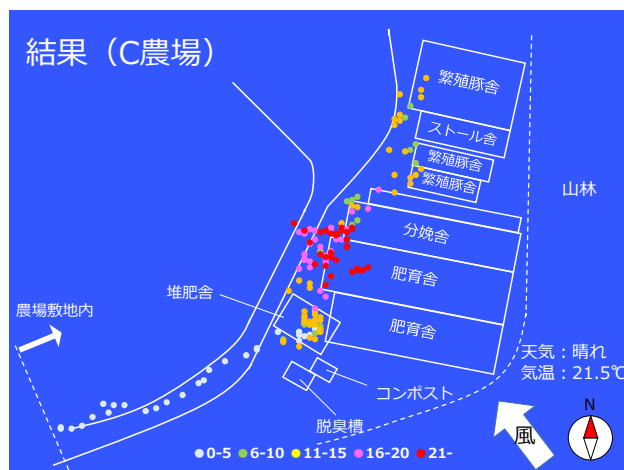 結果（C農場）
繁殖豚舎
ストール舎
繁殖豚舎
繁殖豚舎
山林
分娩舎
肥育舎
堆肥舎
農場敷地内
肥育舎
天気：晴れ
気温：21.5℃
コンポスト
脱臭槽
N
風
0-5 6-10 11-15 16-20 21-